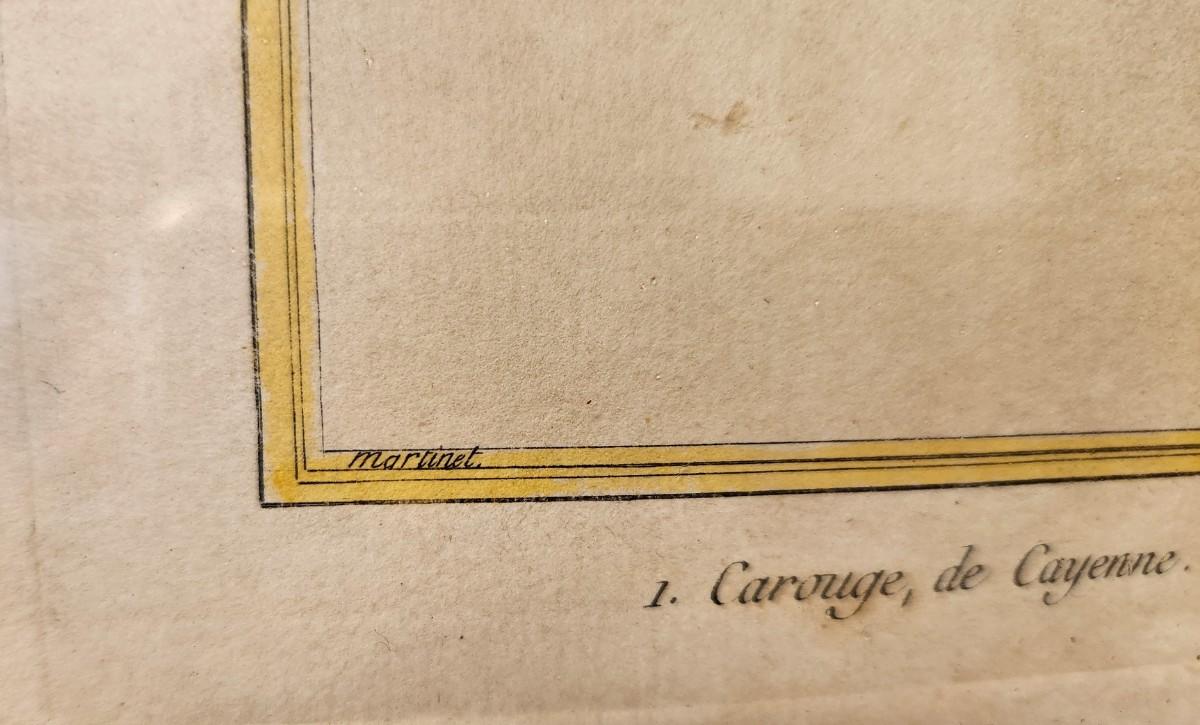 martinet.
1. Carouge, de Cayenne.